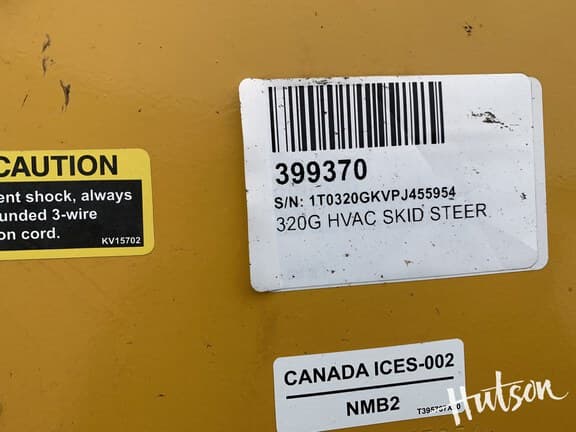 399370
S/N: 1T0320GKVPJ455954
320G HVAC SKID STEER
CAUTION
ent shock, always
unded 3-wire
on cord.
KV15702
CANADA ICES-002
NMB2
Hutson